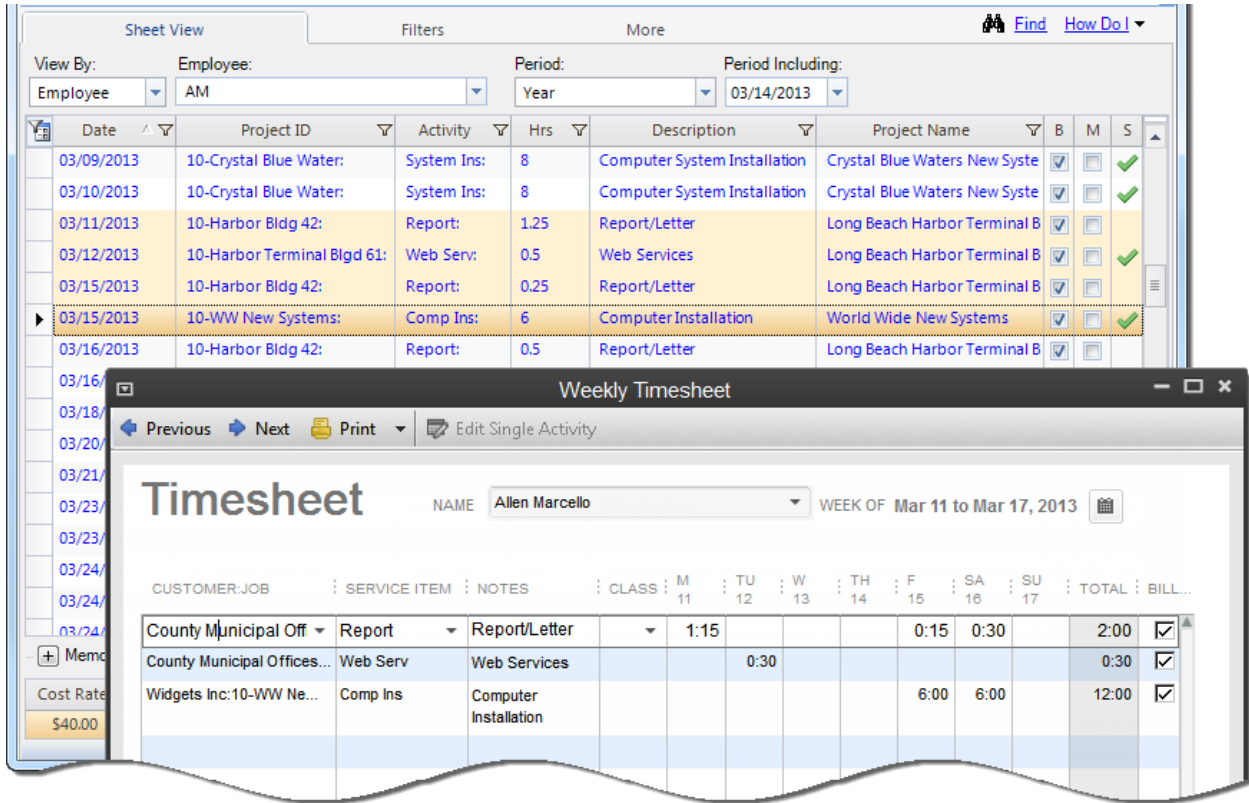 Sheet View Filters More Find How Do I
View By: Employee: Period: Period Including:
Employee AM Year 03/14/2013
Date Project ID Activity Hrs Description Project Name B M S
03/09/2013 10-Crystal Blue Water: System Ins: 8 Computer System Installation Crystal Blue Waters New Syste
03/10/2013 10-Crystal Blue Water: System Ins: 8 Computer System Installation Crystal Blue Waters New Syste
03/11/2013 10-Harbor Bldg 42: Report: 1.25 Report/Letter Long Beach Harbor Terminal B
03/12/2013 10-Harbor Terminal Blgd 61: Web Serv: 0.5 Web Services Long Beach Harbor Terminal B
03/15/2013 10-Harbor Bldg 42: Report: 0.25 Report/Letter Long Beach Harbor Terminal B
03/15/2013 10-WW New Systems: Comp Ins: 6 Computer Installation World Wide New Systems
03/16/2013 10-Harbor Bldg 42: Report: 0.5 Report/Letter Long Beach Harbor Terminal B
03/16/
03/18/
03/20/
03/21/
03/23/
03/23/
03/24/
03/24/
03/24/
Memo
Cost Rate
$40.00
Weekly Timesheet
Previous Next Print Edit Single Activity
Timesheet NAME Allen Marcello WEEK OF Mar 11 to Mar 17, 2013
CUSTOMER:JOB SERVICE ITEM NOTES CLASS M 11 TU 12 W 13 TH 14 F 15 SA 16 SU 17 TOTAL BILL...
County Municipal Off Report Report/Letter 1:15 0:15 0:30 2:00
County Municipal Offices... Web Serv Web Services 0:30 0:30
Widgets Inc:10-WW Ne... Comp Ins Computer 6:00 6:00 12:00
Installation